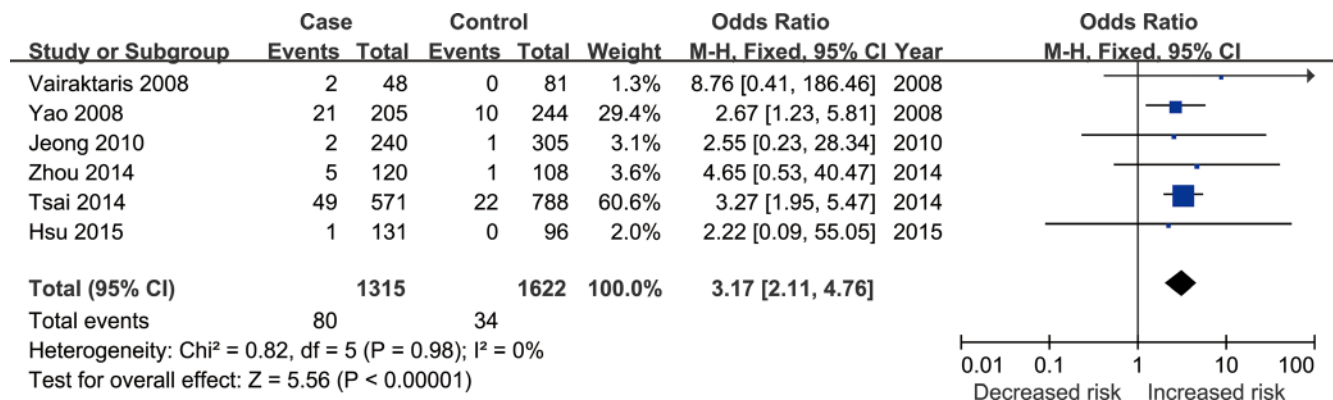 Case Control Odds Ratio Odds Ratio
Study or Subgroup Events Total Events Total Weight M-H, Fixed, 95% CI Year M-H, Fixed, 95% CI
Vairaktaris 2008 2 48 0 81 1.3% 8.76 [0.41, 186.46] 2008
Yao 2008 21 205 10 244 29.4% 2.67 [1.23, 5.81] 2008
Jeong 2010 2 240 1 305 3.1% 2.55 [0.23, 28.34] 2010
Zhou 2014 5 120 1 108 3.6% 4.65 [0.53, 40.47] 2014
Tsai 2014 49 571 22 788 60.6% 3.27 [1.95, 5.47] 2014
Hsu 2015 1 131 0 96 2.0% 2.22 [0.09, 55.05] 2015
Total (95% CI) 1315 1622 100.0% 3.17 [2.11, 4.76]
Total events 80 34
Heterogeneity: Chi² = 0.82, df = 5 (P = 0.98); I² = 0%
Test for overall effect: Z = 5.56 (P < 0.00001)
0.01 0.1 1 10 100
Decreased risk Increased risk